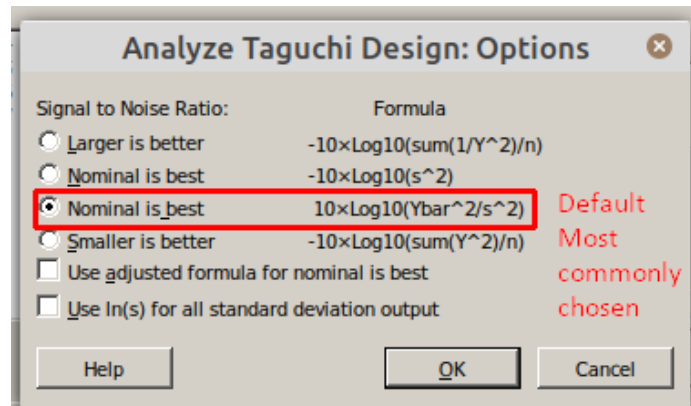 Analyze Taguchi Design: Options
Signal to Noise Ratio: Formula
Larger is better -10×Log10(sum(1/Y^2)/n)
Nominal is best -10×Log10(s^2)
Nominal is best 10×Log10(Ybar^2/s^2) Default
Smaller is better -10×Log10(sum(Y^2)/n) Most
Use adjusted formula for nominal is best commonly
Use ln(s) for all standard deviation output chosen
Help OK Cancel